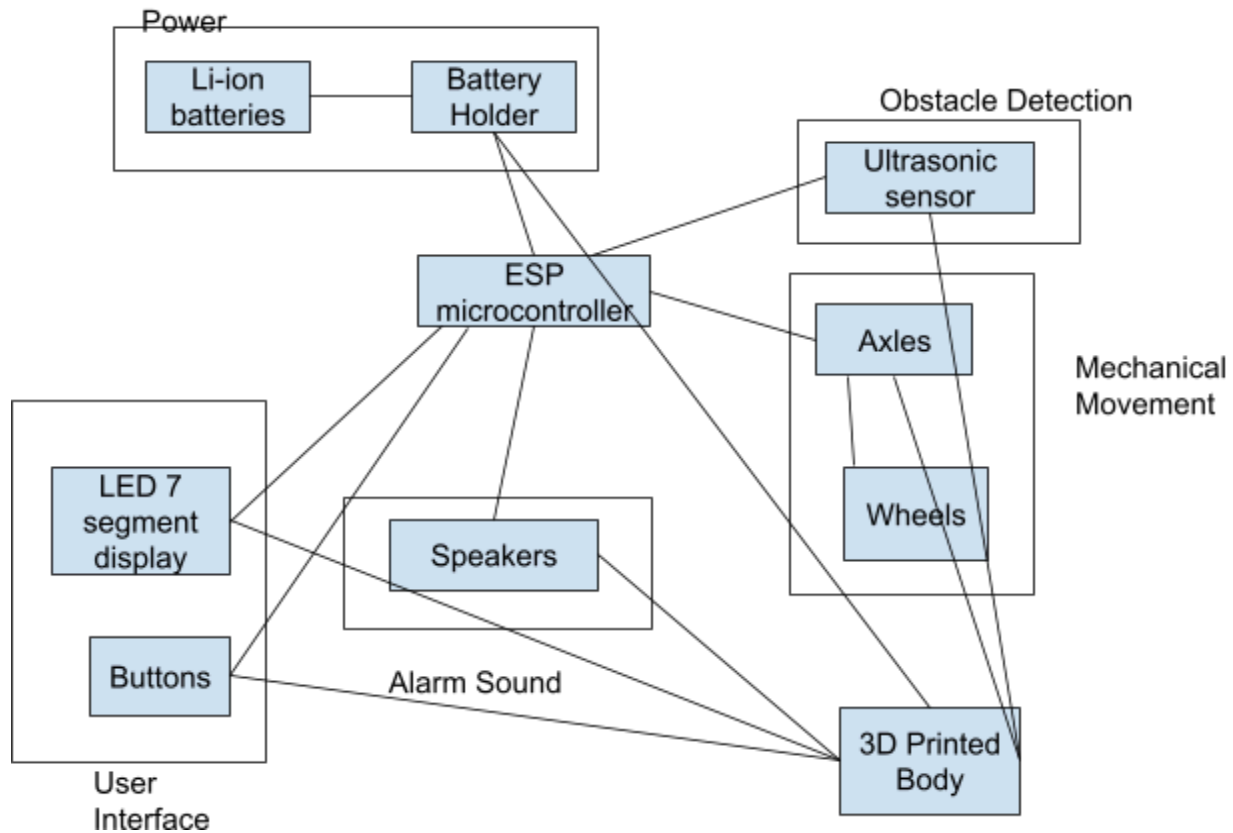 Power
Li-ion
batteries
Battery
Holder
Obstacle Detection
Ultrasonic
sensor
ESP
microcontroller
Axles
Mechanical
Movement
Wheels
LED 7
segment
display
Speakers
Buttons
Alarm Sound
3D Printed
Body
User
Interface